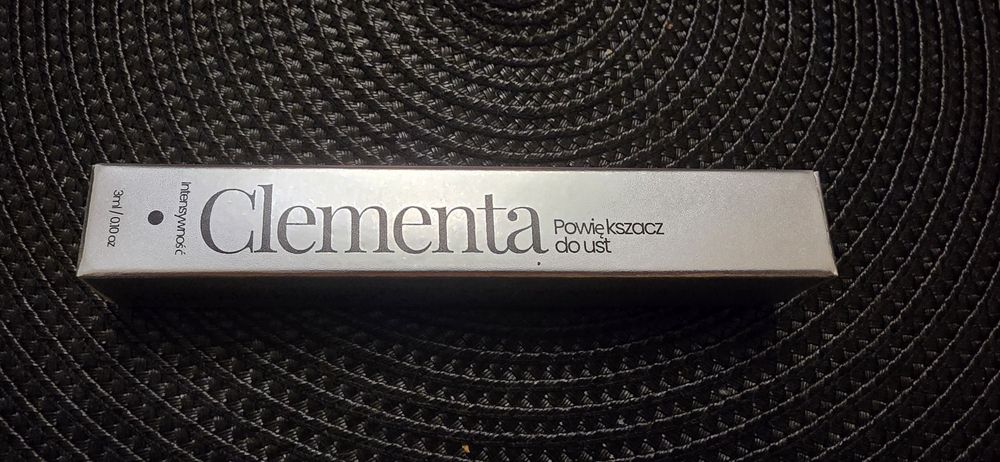 3ml / 0.10 oz
Intensywność
Clementa
Powiększacz
do ust